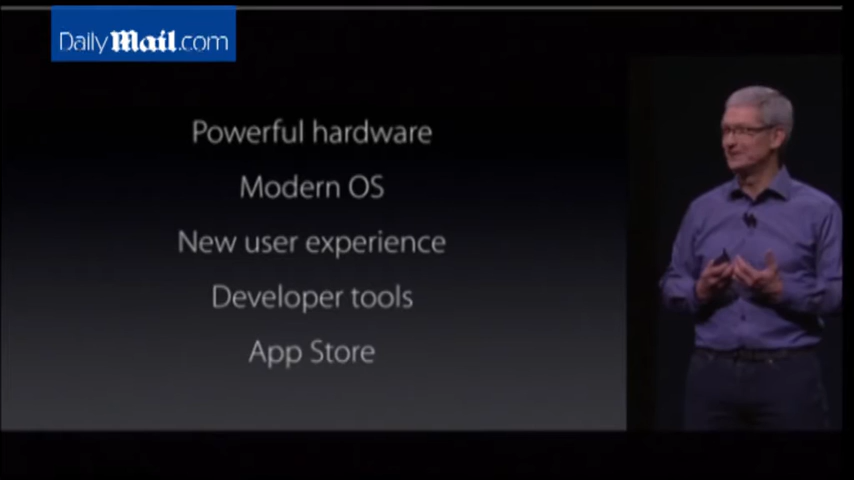 DailyMail.com
Powerful hardware
Modern OS
New user experience
Developer tools
App Store